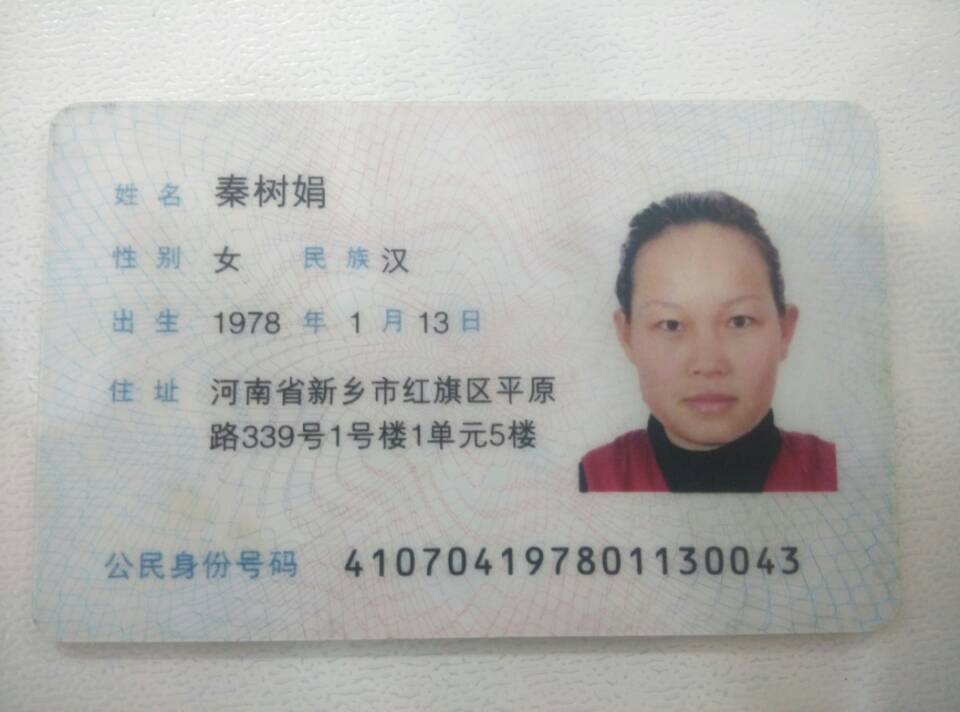 姓名 秦树娟
性别 女 民族 汉
出生 1978 年 1 月 13 日
住址 河南省新乡市红旗区平原
路339号1号楼1单元5楼
公民身份号码 410704197801130043